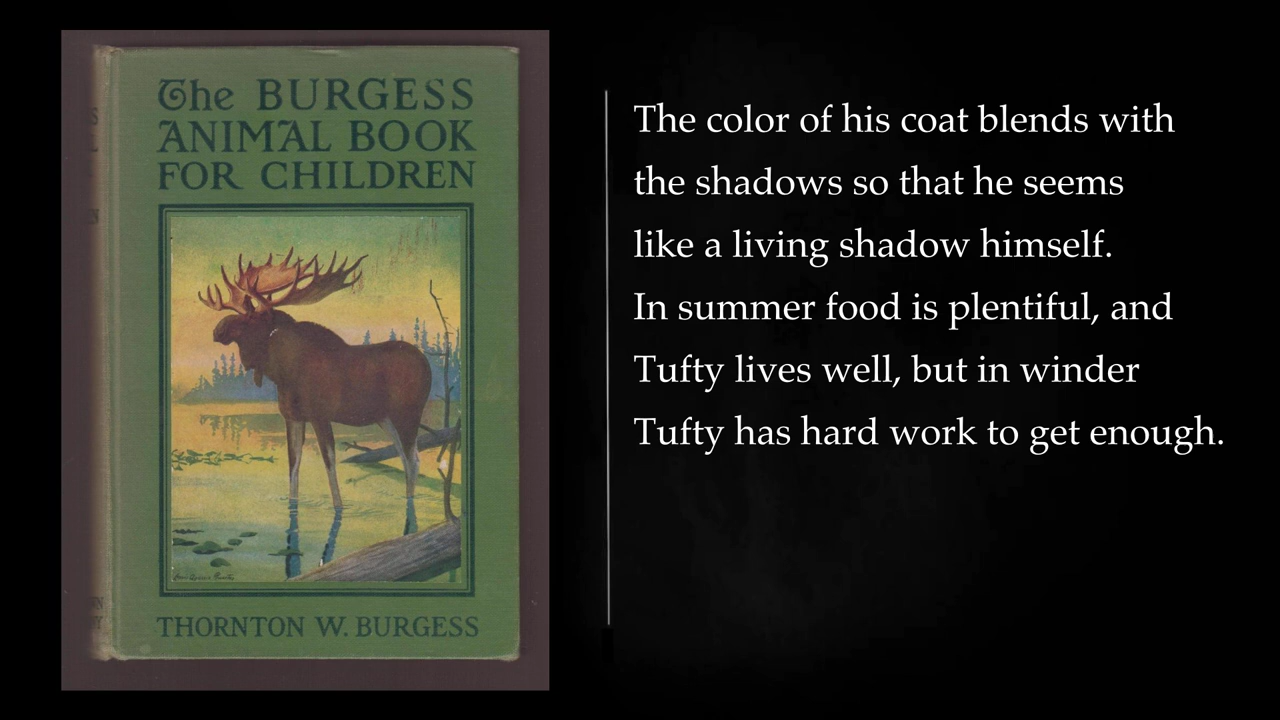 The BURGESS
ANIMAL BOOK
FOR CHILDREN
THORNTON W. BURGESS
The color of his coat blends with
the shadows so that he seems
like a living shadow himself.
In summer food is plentiful, and
Tufty lives well, but in winder
Tufty has hard work to get enough.